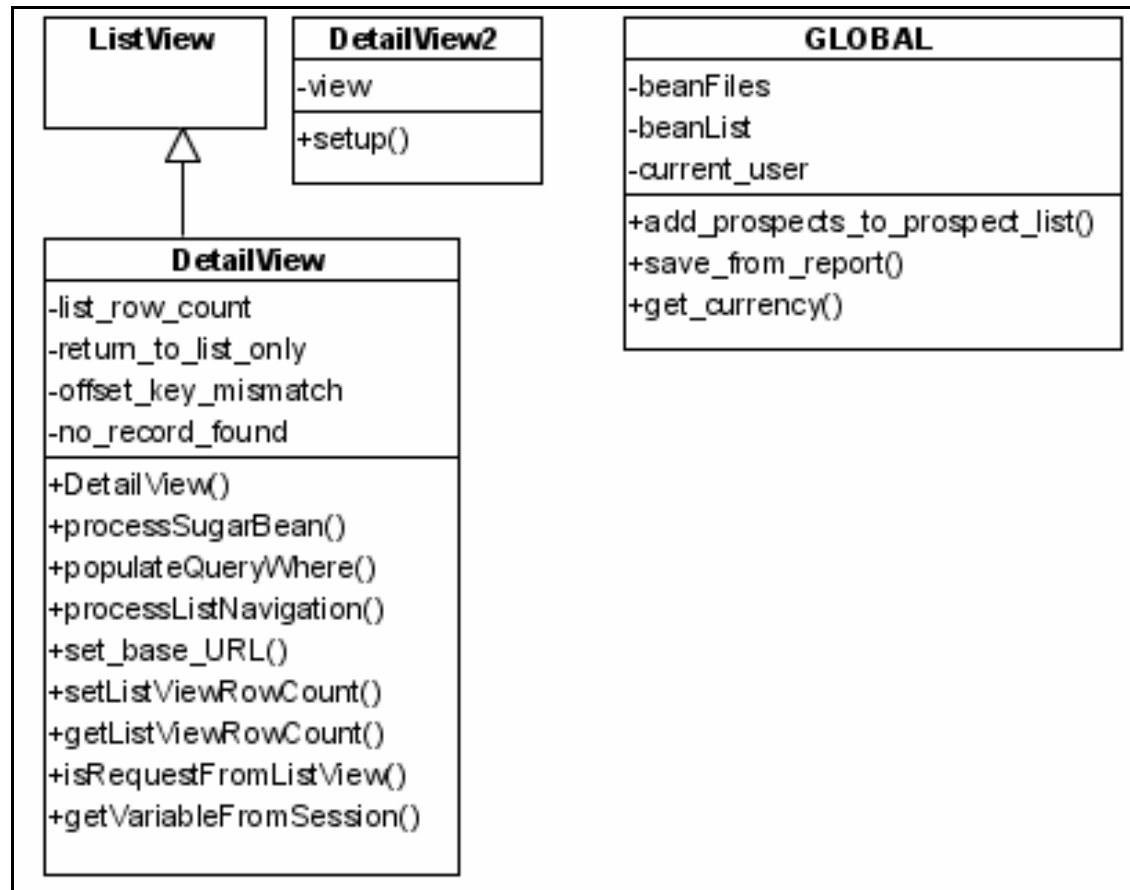 ListView
DetailView2
-view
+setup()
GLOBAL
-beanFiles
-beanList
-current_user
+add_prospects_to_prospect_list()
+save_from_report()
+get_currency()
DetailView
-list_row_count
-return_to_list_only
-offset_key_mismatch
-no_record_found
+DetailView()
+processSugarBean()
+populateQueryWhere()
+processListNavigation()
+set_base_URL()
+setListViewRowCount()
+getListViewRowCount()
+isRequestFromListView()
+getVariableFromSession()